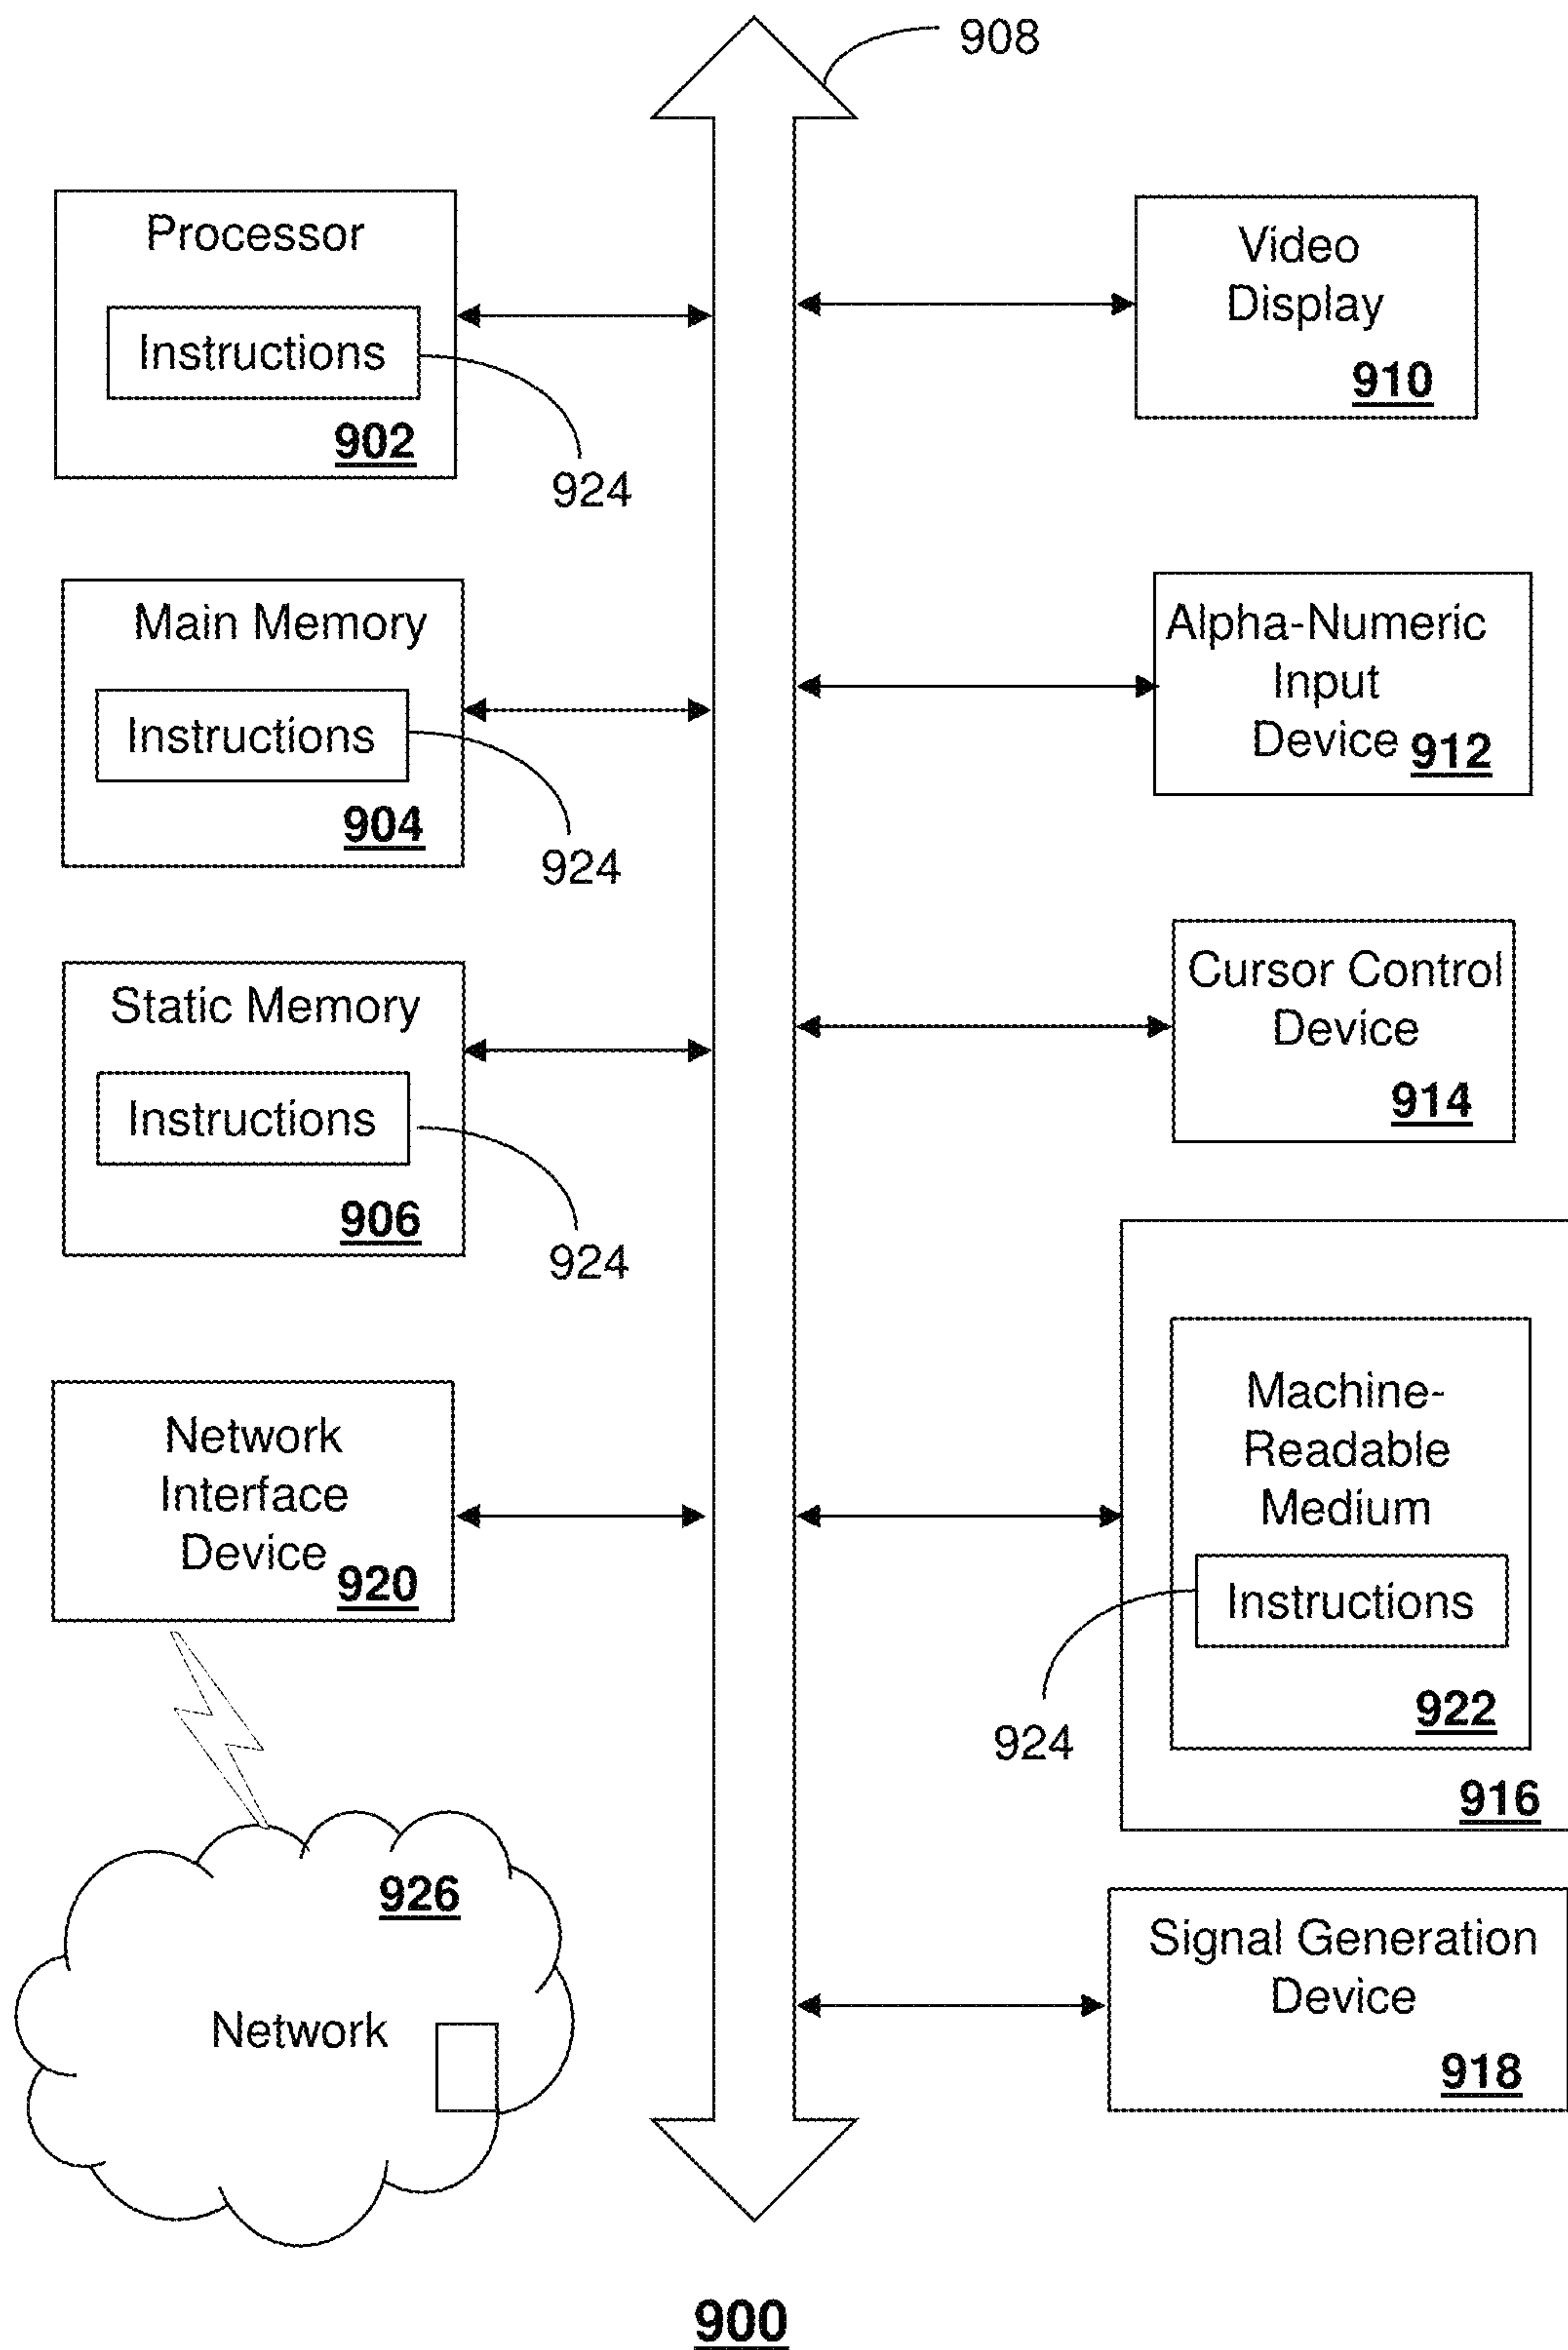 908
Processor
Instructions
902
924
Main Memory
Instructions
904
924
Static Memory
Instructions
906
924
Network
Interface
Device
920
926
Network
Video
Display
910
Alpha-Numeric
Input
Device
912
Cursor Control
Device
914
Machine-
Readable
Medium
Instructions
924
922
916
Signal Generation
Device
918
900